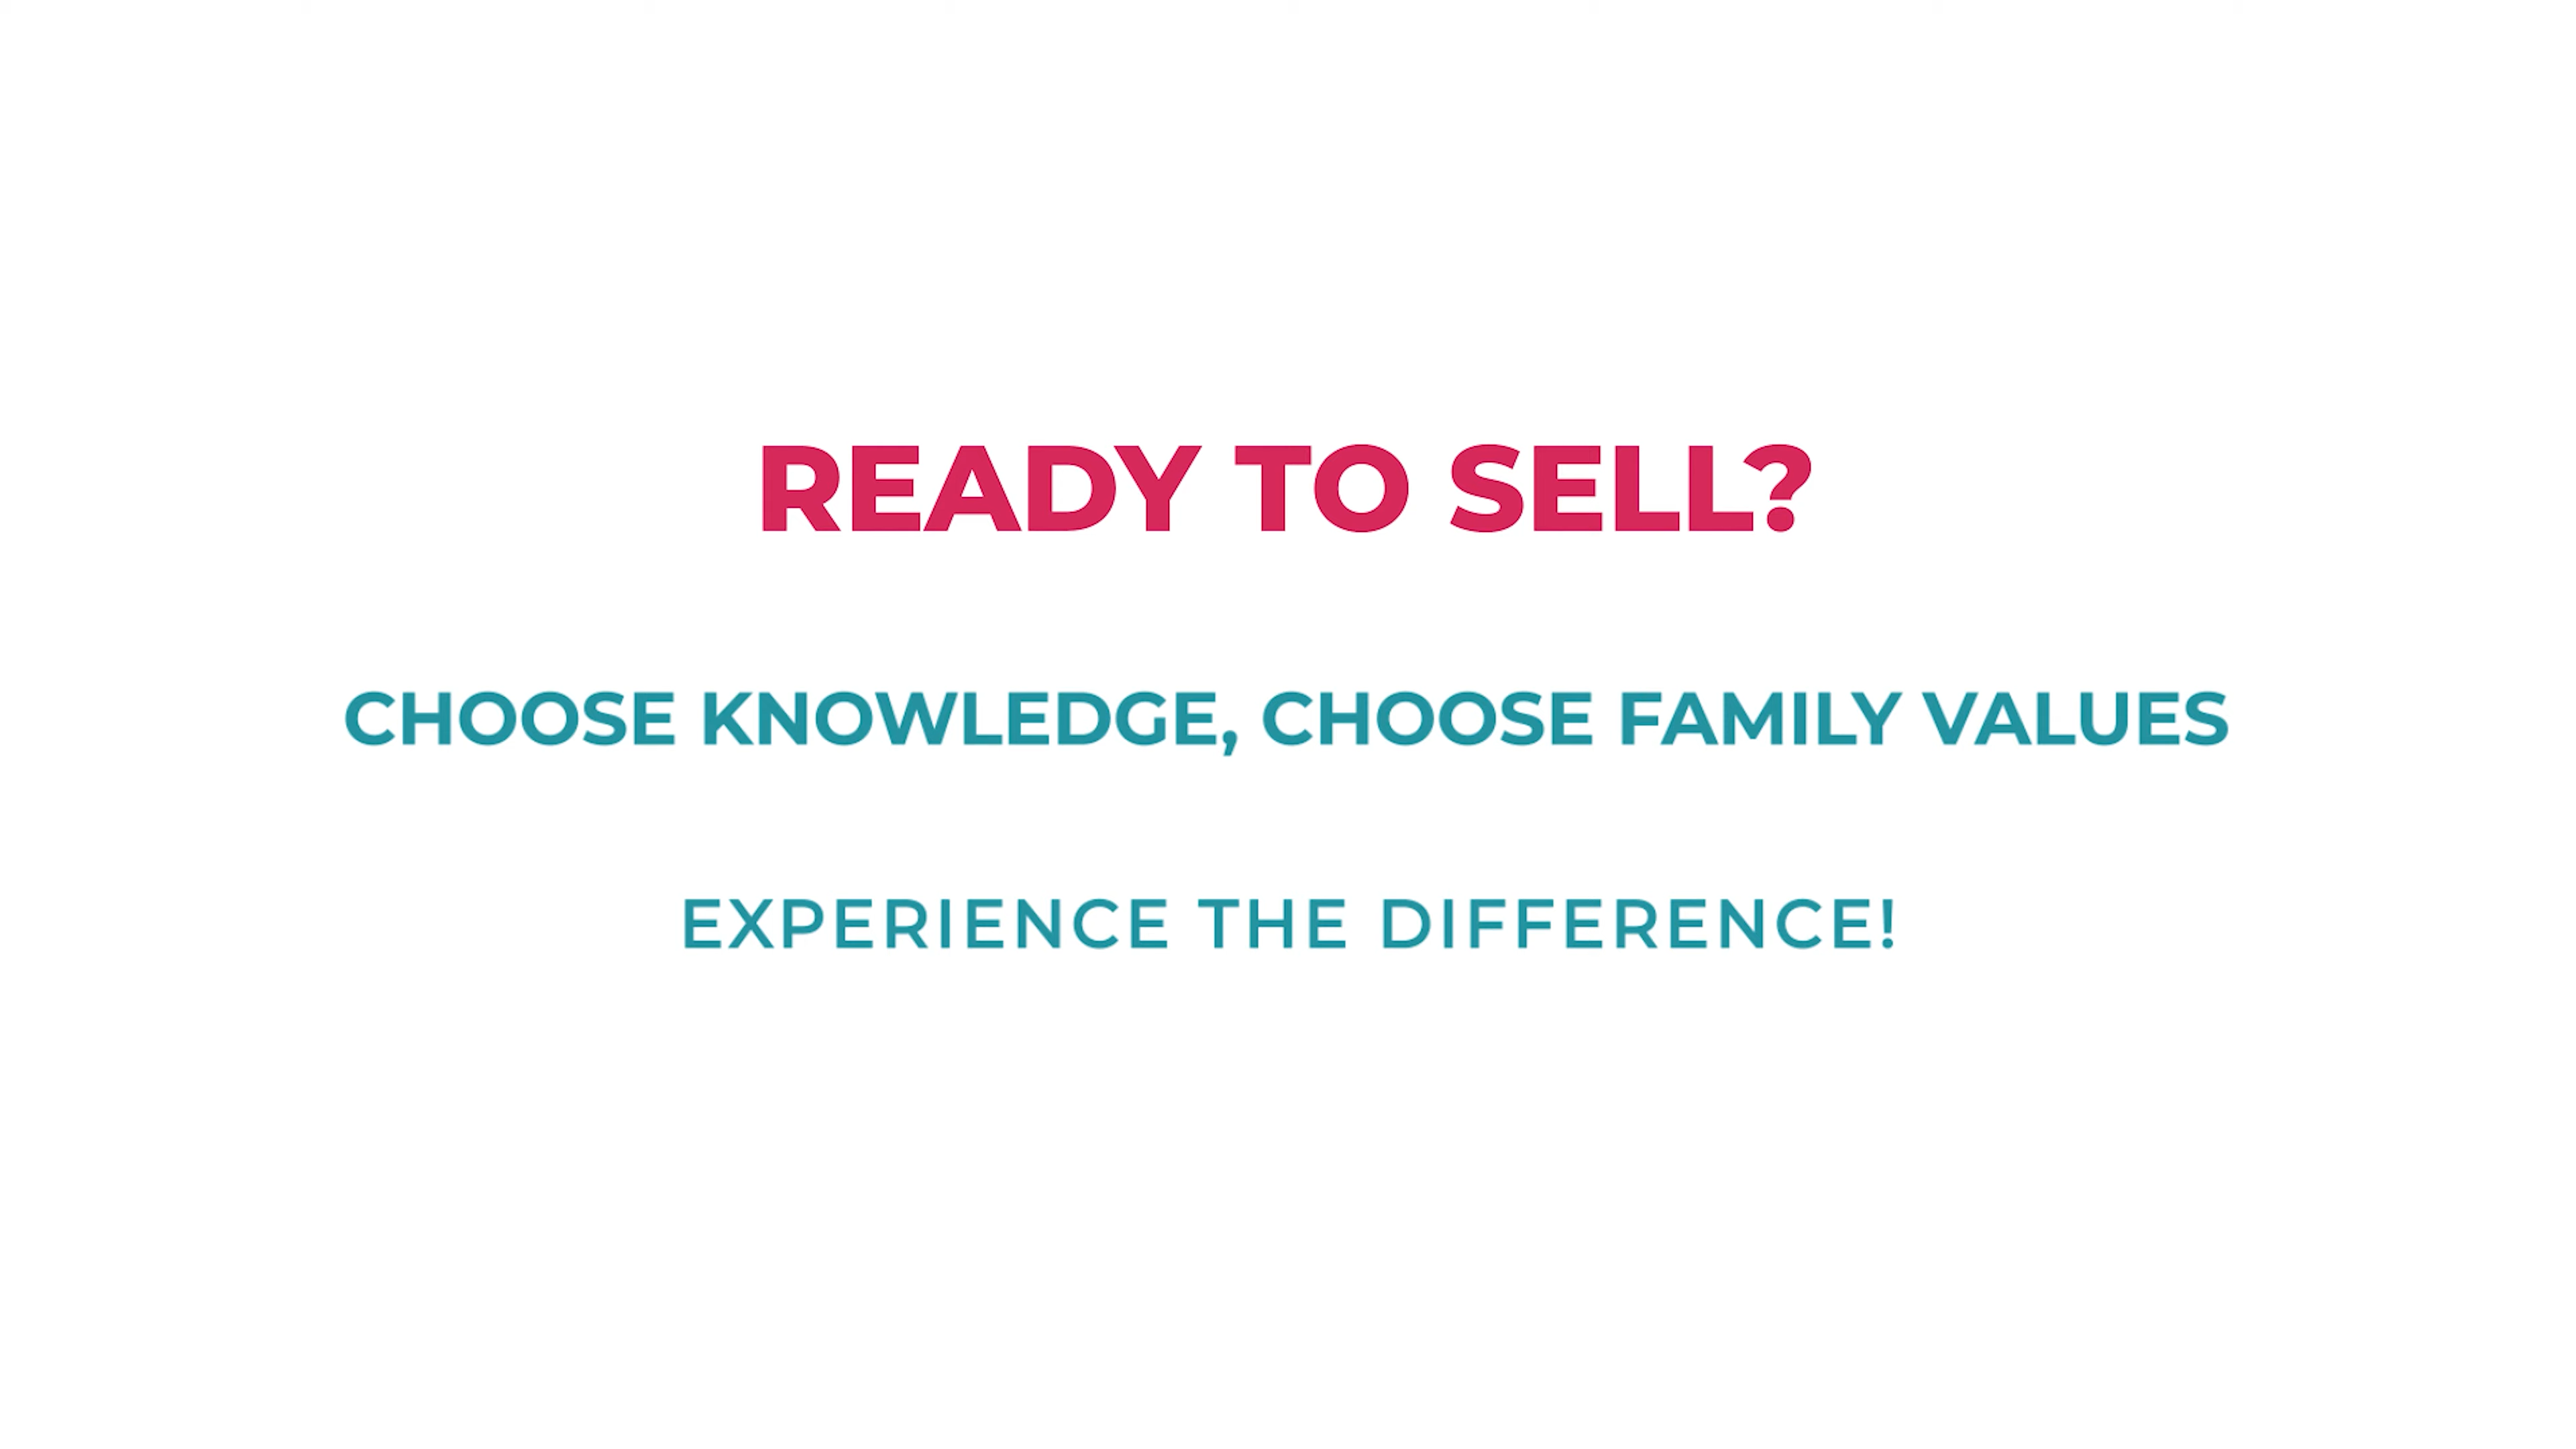 READY TO SELL?
CHOOSE KNOWLEDGE, CHOOSE FAMILY VALUES
EXPERIENCE THE DIFFERENCE!